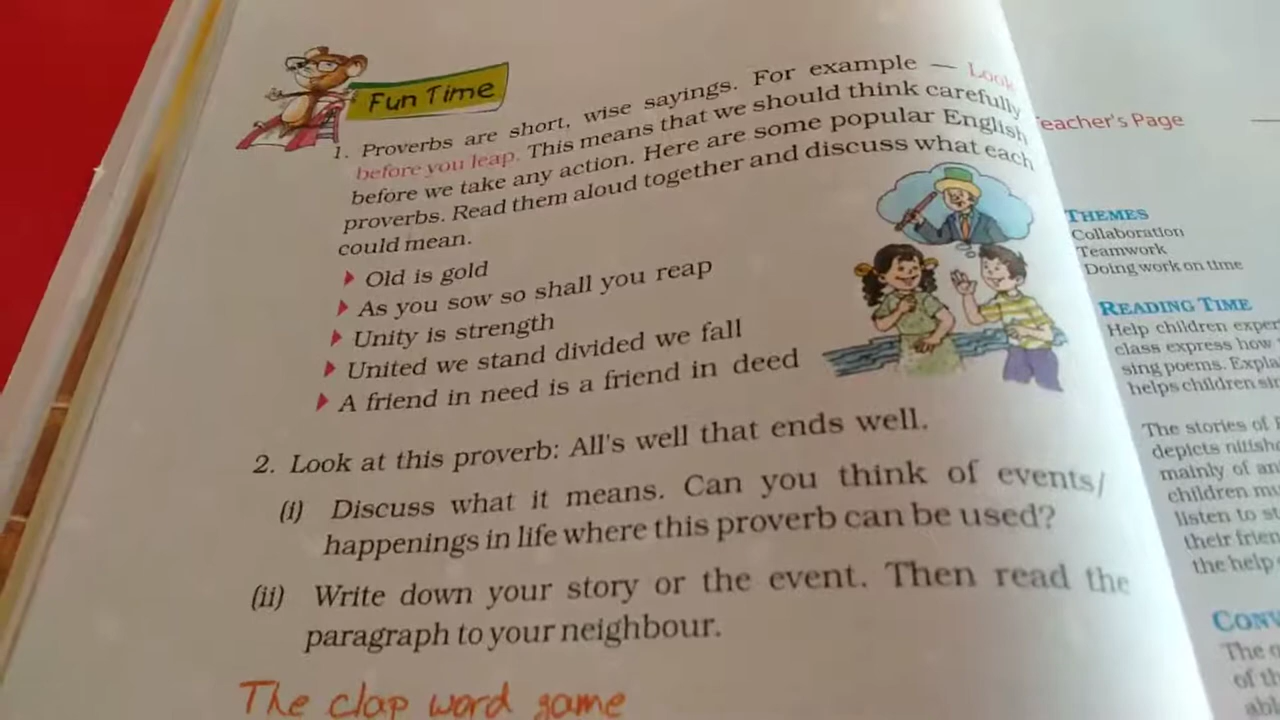 Fun Time
1. Proverbs are short, wise sayings. For example — Look
before you leap. This means that we should think carefully
before we take any action. Here are some popular English
proverbs. Read them aloud together and discuss what each
could mean.
Old is gold
As you sow so shall you reap
Unity is strength
United we stand divided we fall
A friend in need is a friend in deed
2. Look at this proverb: All's well that ends well.
(i) Discuss what it means. Can you think of events/
happenings in life where this proverb can be used?
(ii) Write down your story or the event. Then read the
paragraph to your neighbour.
The clap word game
Teacher's Page
THEMES
Collaboration
Teamwork
Doing work on time
READING TIME
Help children
class express how
sing poems.
helps children
The stories of
depicts
mainly of
children
listen to
their
the help
The
of